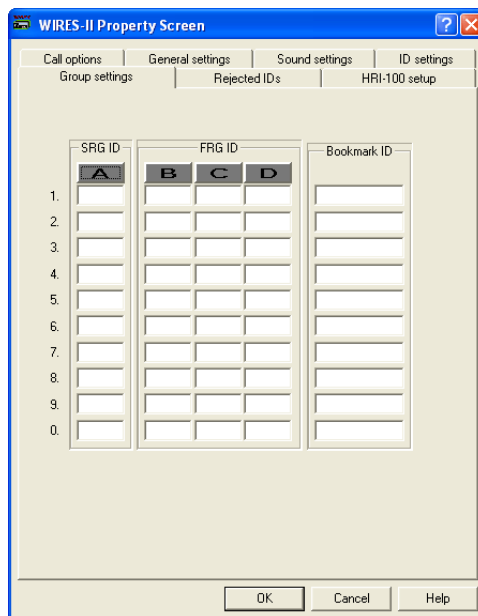 WIRES-II Property Screen
Call options General settings Sound settings ID settings
Group settings Rejected IDs HRI-100 setup
SRG ID FRG ID Bookmark ID
A B C D
1.
2.
3.
4.
5.
6.
7.
8.
9.
0.
OK Cancel Help